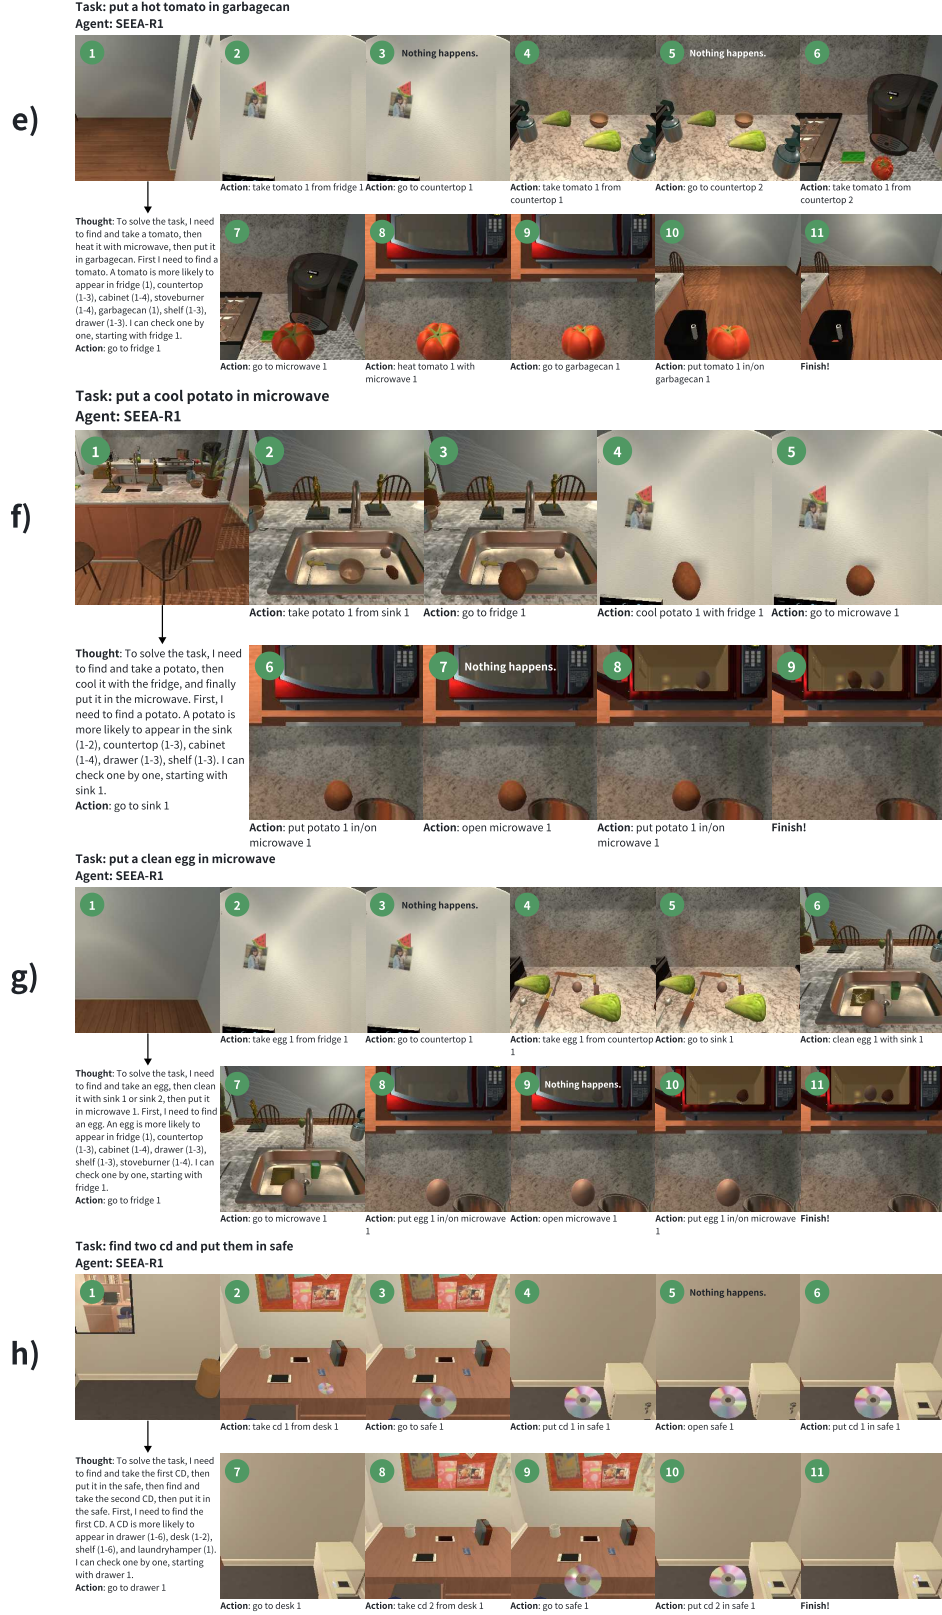 Task: put a hot tomato in garbagecan
Agent: SEEA-R1
e)
1
2
3 Nothing happens.
4
5 Nothing happens.
6
Action: take tomato 1 from fridge 1
Action: go to countertop 1
Action: take tomato 1 from
countertop 1
Action: go to countertop 2
Action: take tomato 1 from
countertop 2
Thought: To solve the task, I need
to find and take a tomato, then
heat it with microwave, then put it
in garbagecan. First I need to find a
tomato. A tomato is more likely to
appear in fridge (1), countertop
(1-3), cabinet (1-4), stoveburner
(1-4), garbagecan (1), shelf (1-3),
drawer (1-3). I can check one by
one, starting with fridge 1.
Action: go to fridge 1
7
8
9
10
11
Action: go to microwave 1
Action: heat tomato 1 with
microwave 1
Action: go to garbagecan 1
Action: put tomato 1 in/on
garbagecan 1
Finish!
Task: put a cool potato in microwave
Agent: SEEA-R1
f)
1
2
3
4
5
Action: take potato 1 from sink 1
Action: go to fridge 1
Action: cool potato 1 with fridge 1
Action: go to microwave 1
Thought: To solve the task, I need
to find and take a potato, then
cool it with the fridge, and finally
put it in the microwave. First, I
need to find a potato. A potato is
more likely to appear in the sink
(1-2), countertop (1-3), cabinet
(1-4), drawer (1-3), shelf (1-3). I can
check one by one, starting with
sink 1.
Action: go to sink 1
6
7 Nothing happens.
8
9
Action: put potato 1 in/on
microwave 1
Action: open microwave 1
Action: put potato 1 in/on
microwave 1
Finish!
Task: put a clean egg in microwave
Agent: SEEA-R1
g)
1
2
3 Nothing happens.
4
5
6
Action: take egg 1 from fridge 1
Action: go to countertop 1
Action: take egg 1 from countertop
1
Action: go to sink 1
Action: clean egg 1 with sink 1
Thought: To solve the task, I need
to find and take an egg, then clean
it with sink 1 or sink 2, then put it
in microwave 1. First, I need to find
an egg. An egg is more likely to
appear in fridge (1), countertop
(1-3), cabinet (1-4), drawer (1-3),
shelf (1-3), stoveburner (1-4). I can
check one by one, starting with
fridge 1.
Action: go to fridge 1
7
8
9 Nothing happens.
10
11
Action: go to microwave 1
Action: put egg 1 in/on microwave
1
Action: open microwave 1
Action: put egg 1 in/on microwave
1
Finish!
Task: find two cd and put them in safe
Agent: SEEA-R1
h)
1
2
3
4
5 Nothing happens.
6
Action: take cd 1 from desk 1
Action: go to safe 1
Action: put cd 1 in safe 1
Action: open safe 1
Action: put cd 1 in safe 1
Thought: To solve the task, I need
to find and take the first CD, then
put it in the safe, then find and
take the second CD, then put it in
the safe. First, I need to find the
first CD. A CD is more likely to
appear in drawer (1-6), desk (1-2),
shelf (1-6), and laundryhamper (1).
I can check one by one, starting
with drawer 1.
Action: go to drawer 1
7
8
9
10
11
Action: go to desk 1
Action: take cd 2 from desk 1
Action: go to safe 1
Action: put cd 2 in safe 1
Finish!